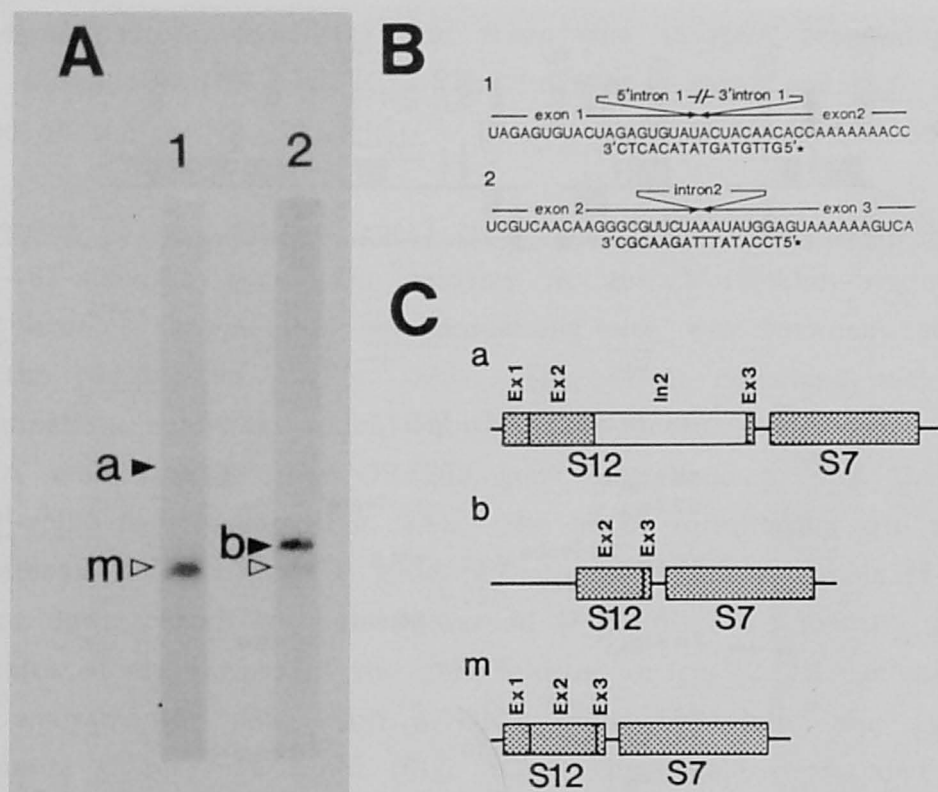 A
1 2
a
m
b
B
1
5'intron 1 3'intron 1
exon 1 exon2
UAGAGUGUACUAGAGUGUAUACUACAACACCAAAAAAACC
3'CTCACATATGATGTTG5'*
2
intron2
exon 2 exon 3
UCGUCAACAAGGGCGUUCUAAAUAUGGAGUAAAAAAGUCA
3'CGCAAGATTTATACCT5'*
C
a
Ex1 Ex2 In2 Ex3
S12 S7
b
Ex2 Ex3
S12 S7
m
Ex1 Ex2 Ex3
S12 S7